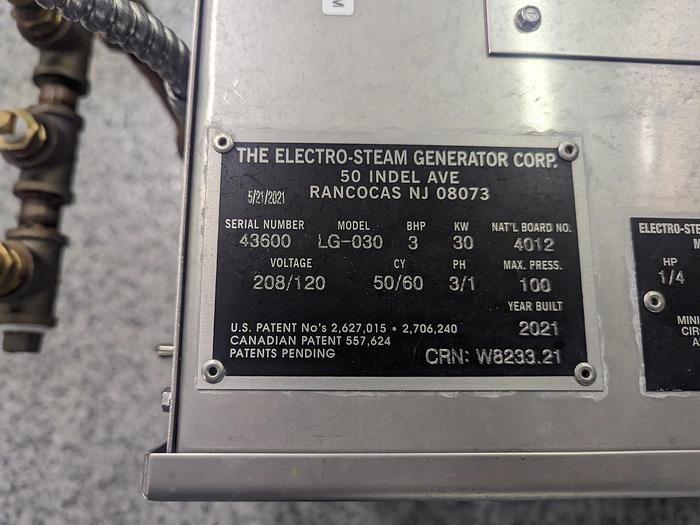 M
THE ELECTRO-STEAM GENERATOR CORP.
50 INDEL AVE
5/21/2021 RANCOCAS NJ 08073
SERIAL NUMBER MODEL BHP KW NAT'L BOARD NO.
43600 LG-030 3 30 4012
VOLTAGE CY PH MAX. PRESS.
208/120 50/60 3/1 100
YEAR BUILT
2021
U.S. PATENT No's 2,627,015 • 2,706,240
CANADIAN PATENT 557,624
PATENTS PENDING
CRN: W8233.21
ELECTRO-STE
M
HP
1/4
MINI
CIR
A